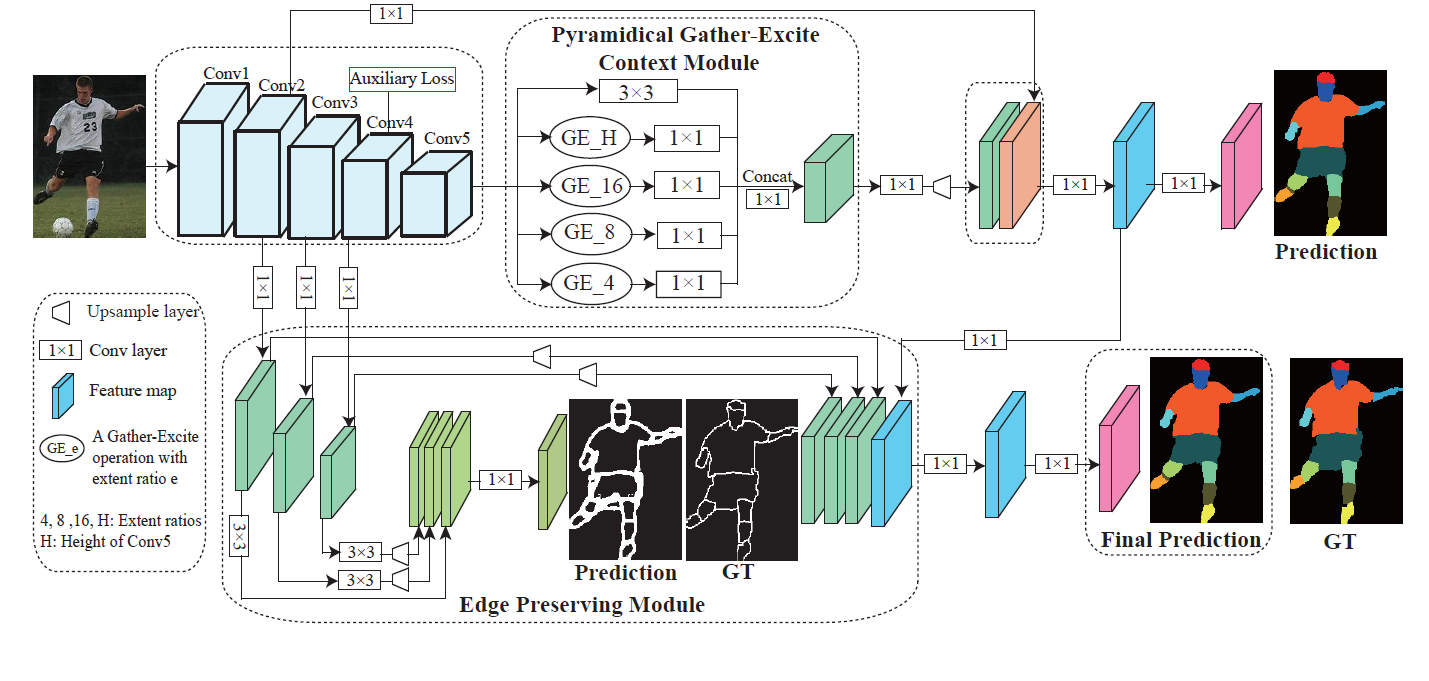 1×1
Pyramidical Gather-Excite
Context Module
Conv1
Conv2
Conv3
Conv4
Conv5
Auxiliary Loss
23
3×3
GE_H
1×1
GE_16
1×1
GE_8
1×1
GE_4
1×1
Concat
1×1
1×1
1×1
1×1
Prediction
1×1
1×1
1×1
1×1
Upsample layer
1×1
Conv layer
Feature map
GE_e
A Gather-Excite
operation with
extent ratio e
4, 8 ,16, H: Extent ratios
H: Height of Conv5
3×3
3×3
3×3
1×1
Prediction
GT
Edge Preserving Module
1×1
1×1
Final Prediction
GT